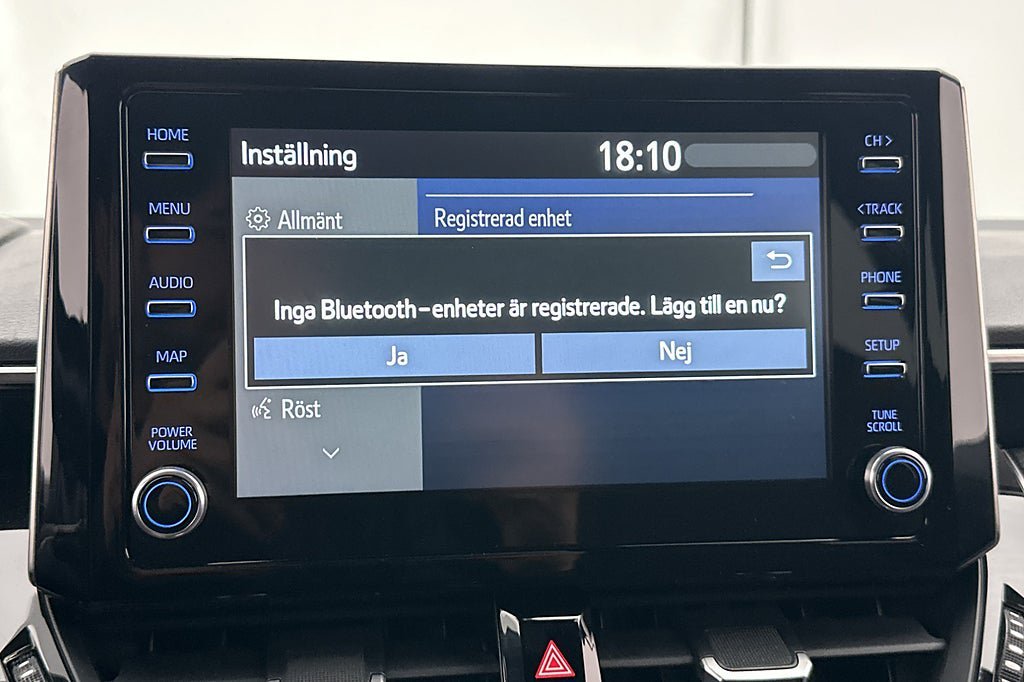 HOME
MENU
AUDIO
MAP
POWER
VOLUME
Inställning
18:10
Allmänt
Registrerad enhet
Inga Bluetooth-enheter är registrerade. Lägg till en nu?
Ja
Nej
Röst
CH>
<TRACK
PHONE
SETUP
TUNE
SCROLL